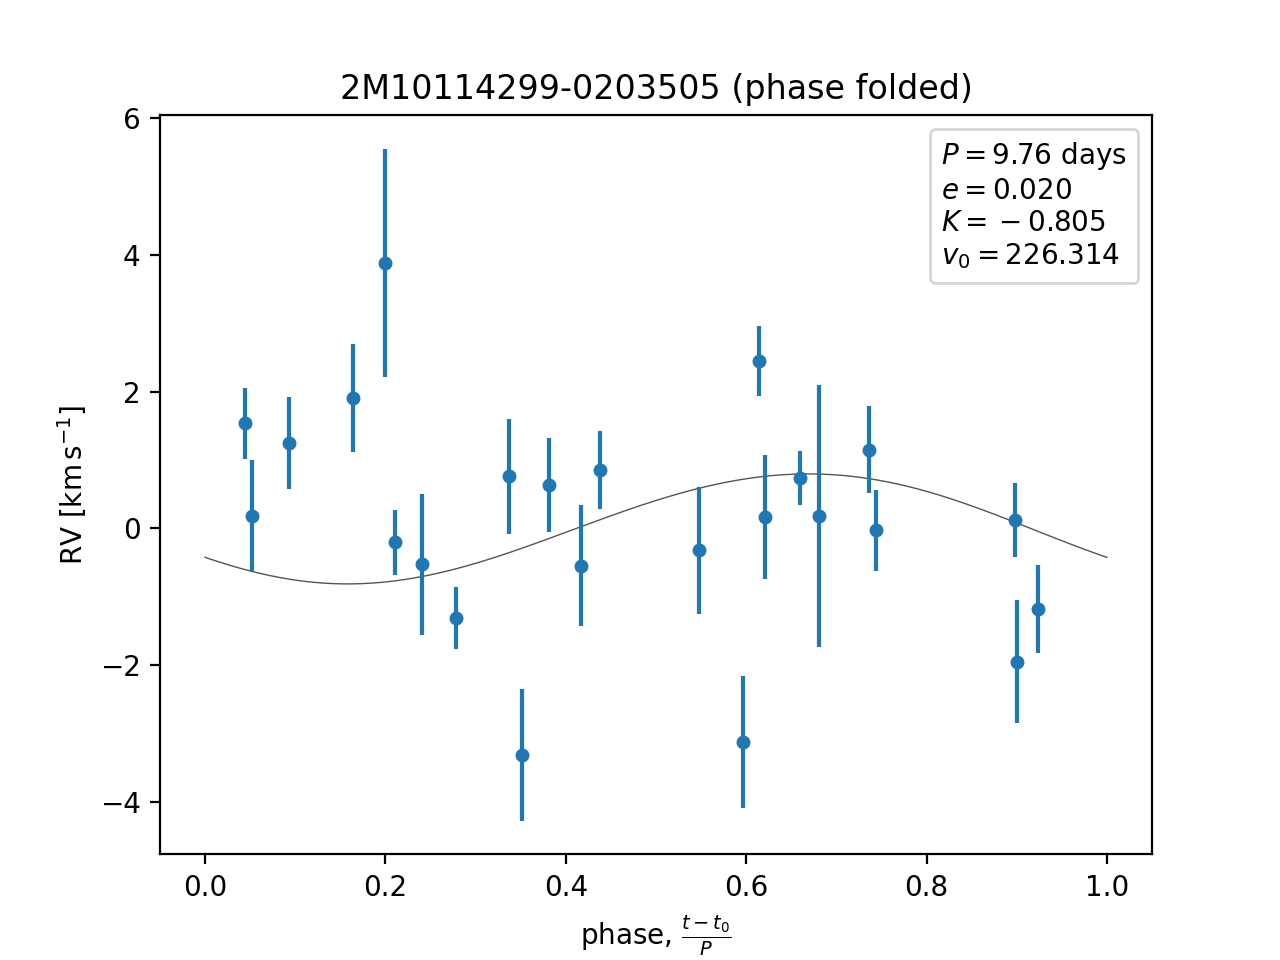 2M10114299-0203505 (phase folded)
P = 9.76 days
e = 0.020
K = −0.805
v₀ = 226.314
RV [km s⁻¹]
6
4
2
0
−2
−4
0.0 0.2 0.4 0.6 0.8 1.0
phase, (t − t₀)/P